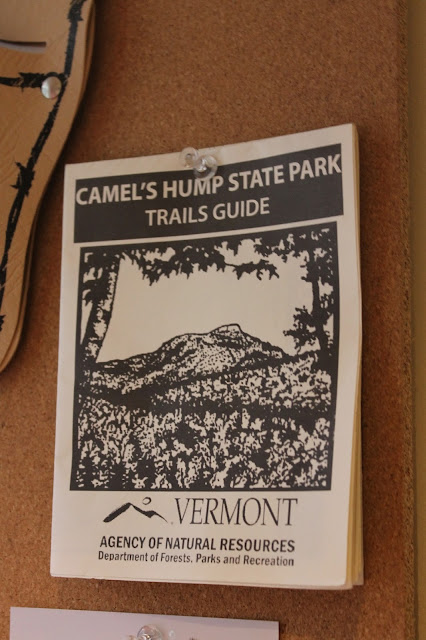 CAMEL'S HUMP STATE PARK
TRAILS GUIDE
VERMONT
AGENCY OF NATURAL RESOURCES
Department of Forests, Parks and Recreation